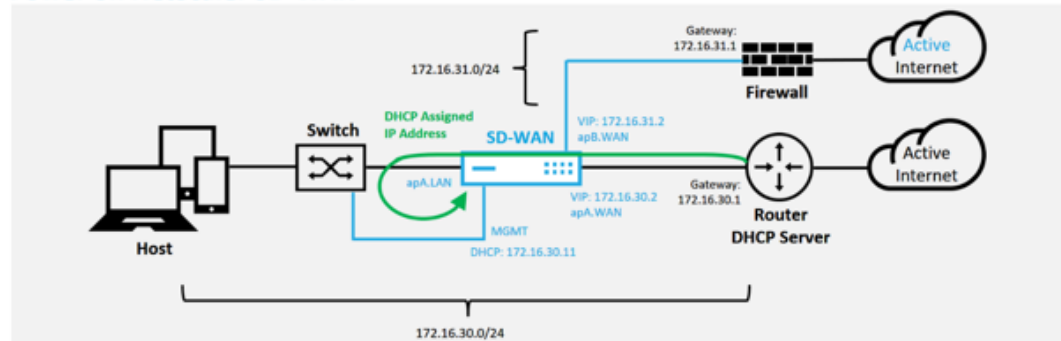 Gateway:
172.16.31.1
Active
Internet
172.16.31.0/24
Firewall
DHCP Assigned
IP Address
Switch
SD-WAN
VIP: 172.16.31.2
apB.WAN
Active
Internet
apA.LAN
Gateway:
172.16.30.1
VIP: 172.16.30.2
apA.WAN
Router
DHCP Server
MGMT
DHCP: 172.16.30.11
Host
172.16.30.0/24